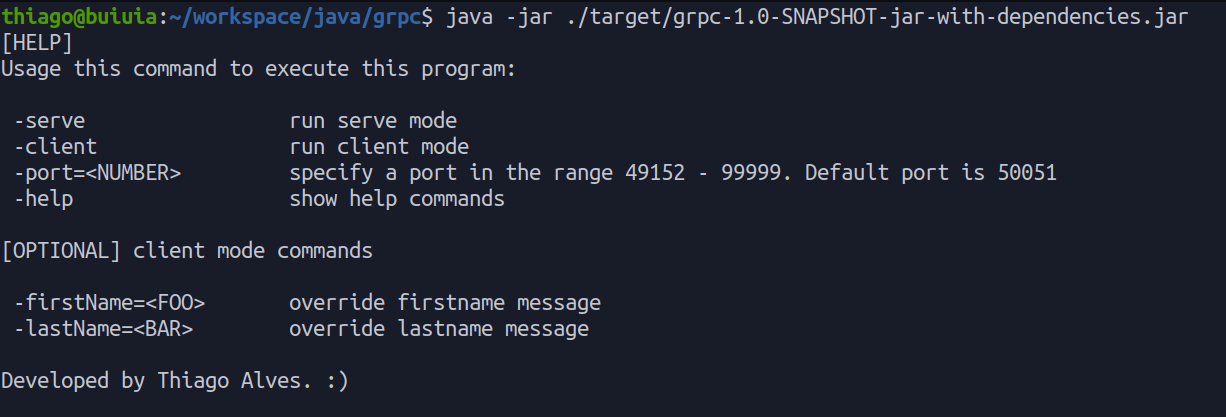 thiago@buiuia:~/workspace/java/grpc$ java -jar ./target/grpc-1.0-SNAPSHOT-jar-with-dependencies.jar
[HELP]
Usage this command to execute this program:
-serve run serve mode
-client run client mode
-port=<NUMBER> specify a port in the range 49152 - 99999. Default port is 50051
-help show help commands
[OPTIONAL] client mode commands
-firstName=<FOO> override firstname message
-lastName=<BAR> override lastname message
Developed by Thiago Alves. :)